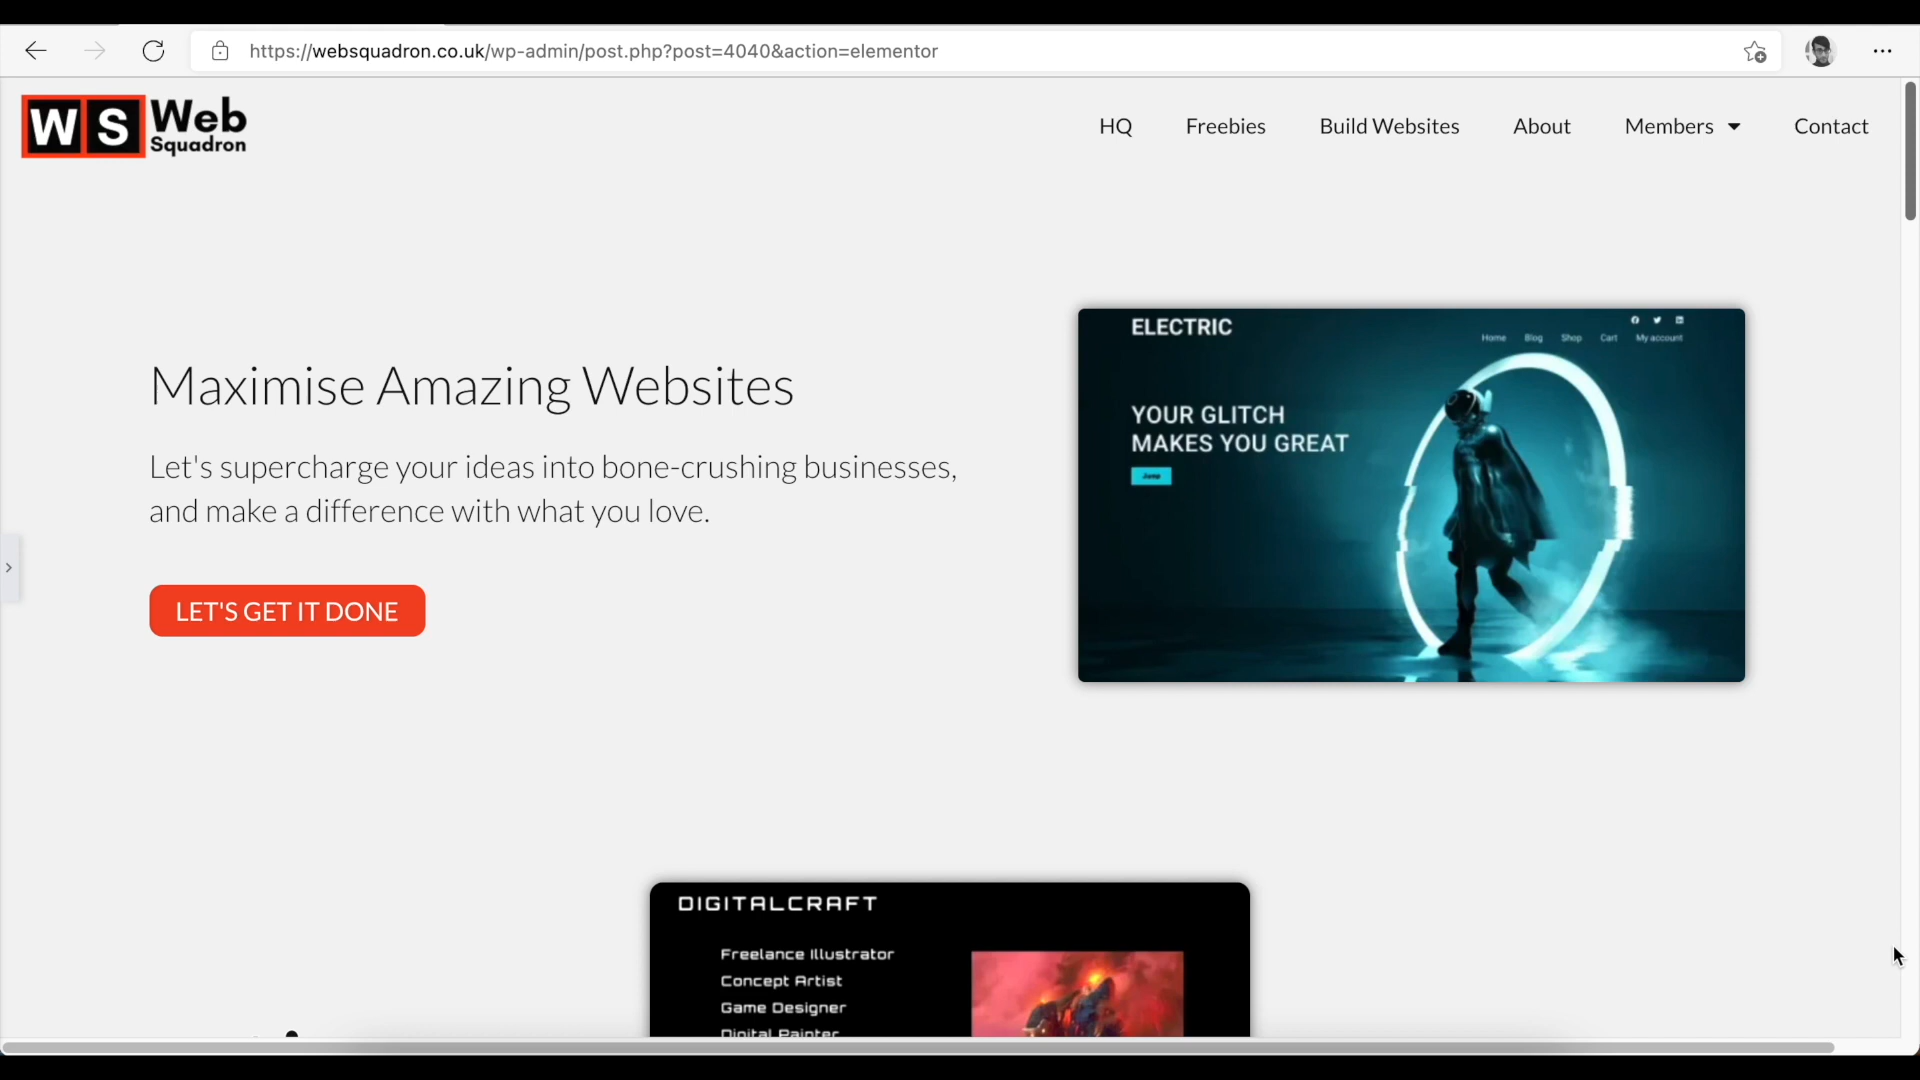 https://websquadron.co.uk/wp-admin/post.php?post=4040&action=elementor
WS Web
Squadron
HQ Freebies Build Websites About Members Contact
ELECTRIC
Home Blog Shop Cart My account
YOUR GLITCH
MAKES YOU GREAT
Jump
Maximise Amazing Websites
Let's supercharge your ideas into bone-crushing businesses,
and make a difference with what you love.
LET'S GET IT DONE
DIGITALCRAFT
Freelance Illustrator
Concept Artist
Game Designer
Digital Painter